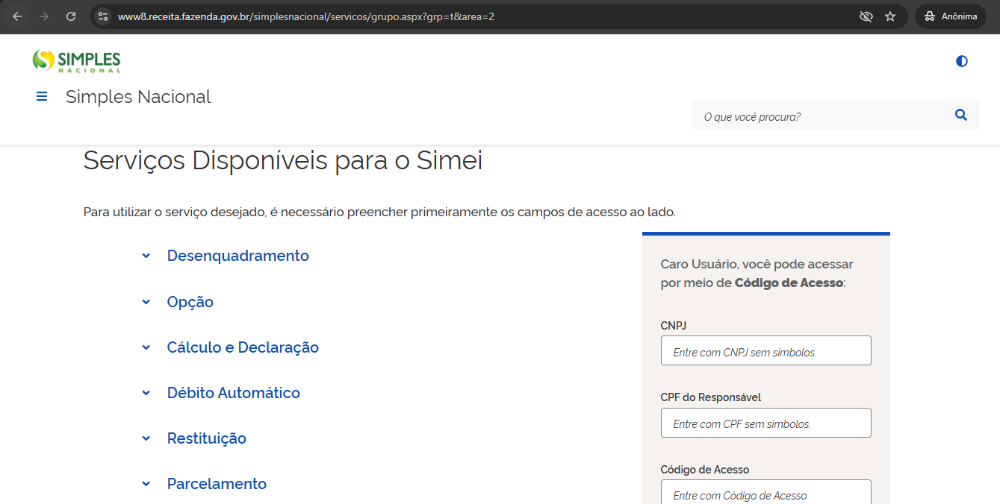 www8.receita.fazenda.gov.br/simplesnacional/servicos/grupo.aspx?grp=t&area=2
Anônima
SIMPLES
NACIONAL
Simples Nacional
O que você procura?
Serviços Disponíveis para o Simei
Para utilizar o serviço desejado, é necessário preencher primeiramente os campos de acesso ao lado.
Desenquadramento
Opção
Cálculo e Declaração
Débito Automático
Restituição
Parcelamento
Caro Usuário, você pode acessar
por meio de Código de Acesso:
CNPJ
Entre com CNPJ sem símbolos.
CPF do Responsável
Entre com CPF sem símbolos.
Código de Acesso
Entre com Código de Acesso